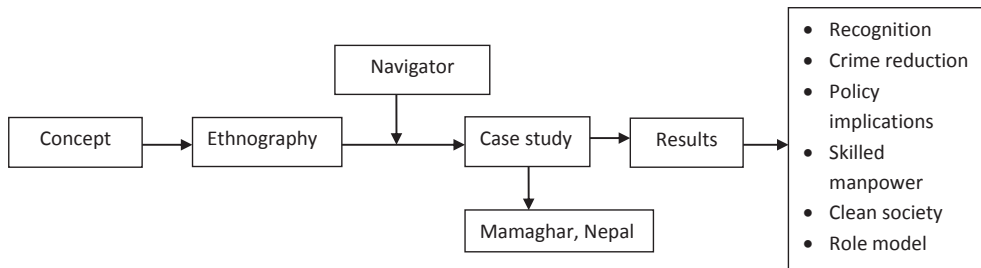 Concept
Ethnography
Navigator
Case study
Mamaghar, Nepal
Results
• Recognition
• Crime reduction
• Policy
implications
• Skilled
manpower
• Clean society
• Role model